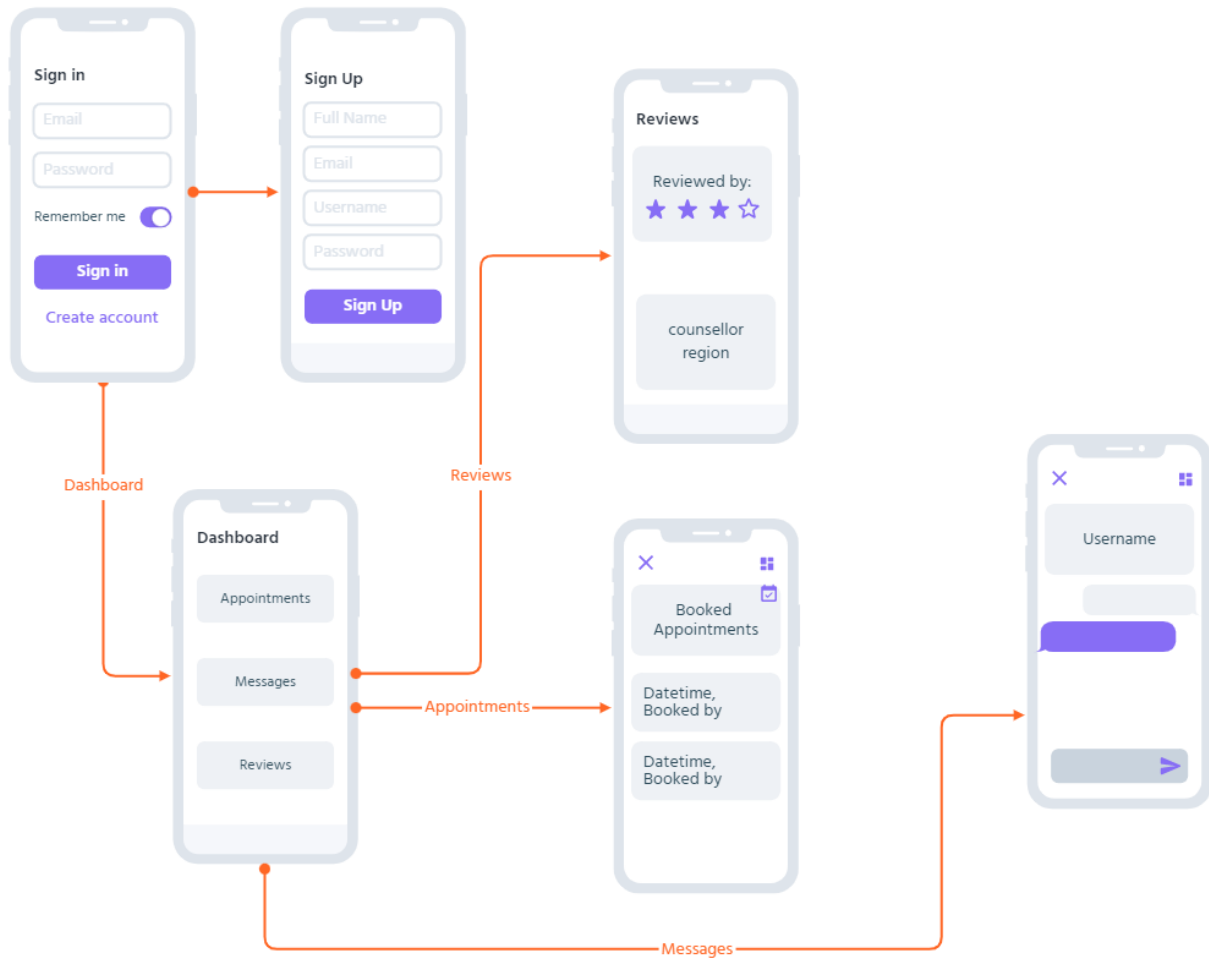 Sign in
Email
Password
Remember me
Sign in
Create account
Sign Up
Full Name
Email
Username
Password
Sign Up
Reviews
Reviewed by:
counsellor
region
Dashboard
Reviews
Dashboard
Appointments
Messages
Reviews
Appointments
Booked
Appointments
Datetime,
Booked by
Datetime,
Booked by
Username
Messages